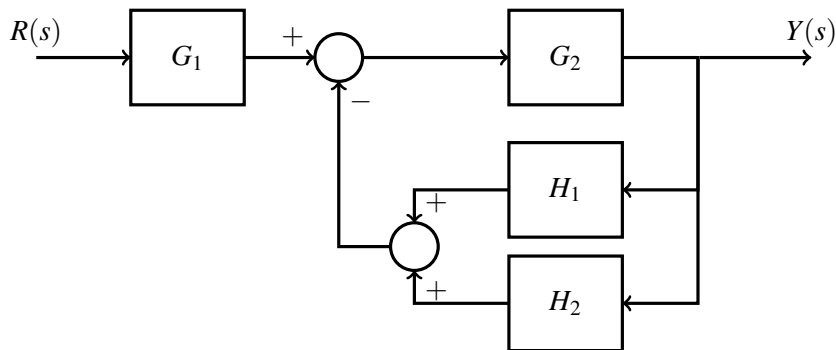 R(s) G₁ + G₂ Y(s)
−
H₁
+
+
H₂